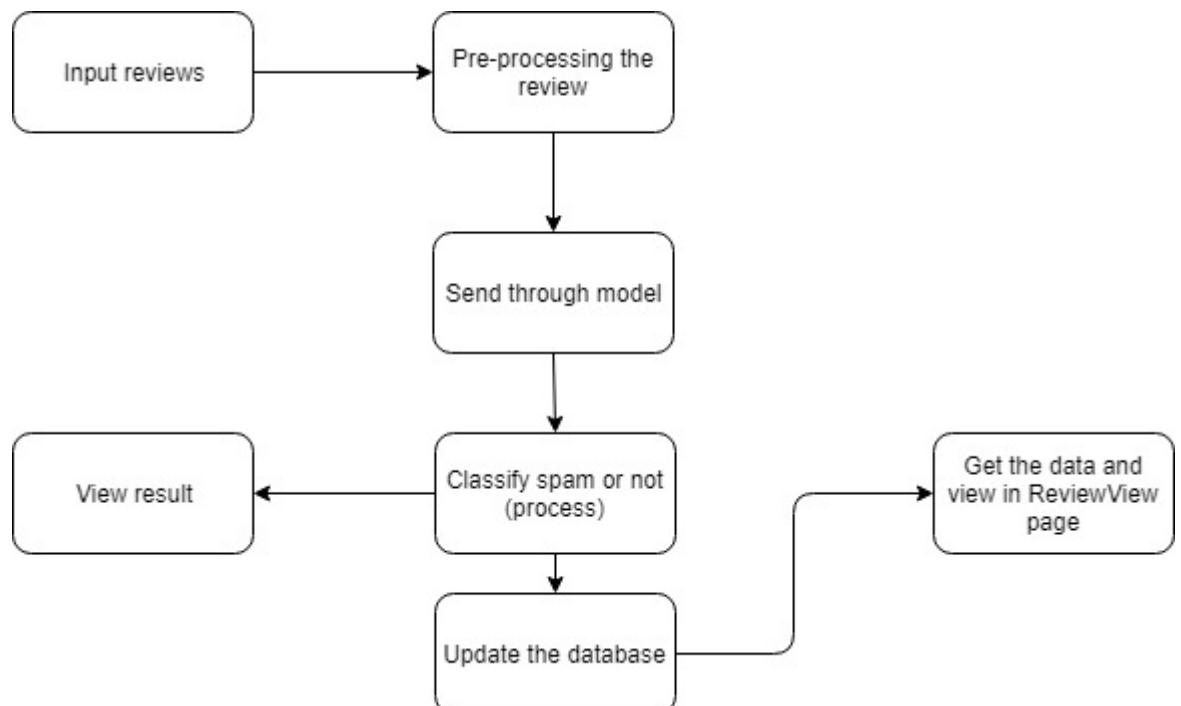 Input reviews
Pre-processing the
review
Send through model
View result
Classify spam or not
(process)
Get the data and
view in ReviewView
page
Update the database